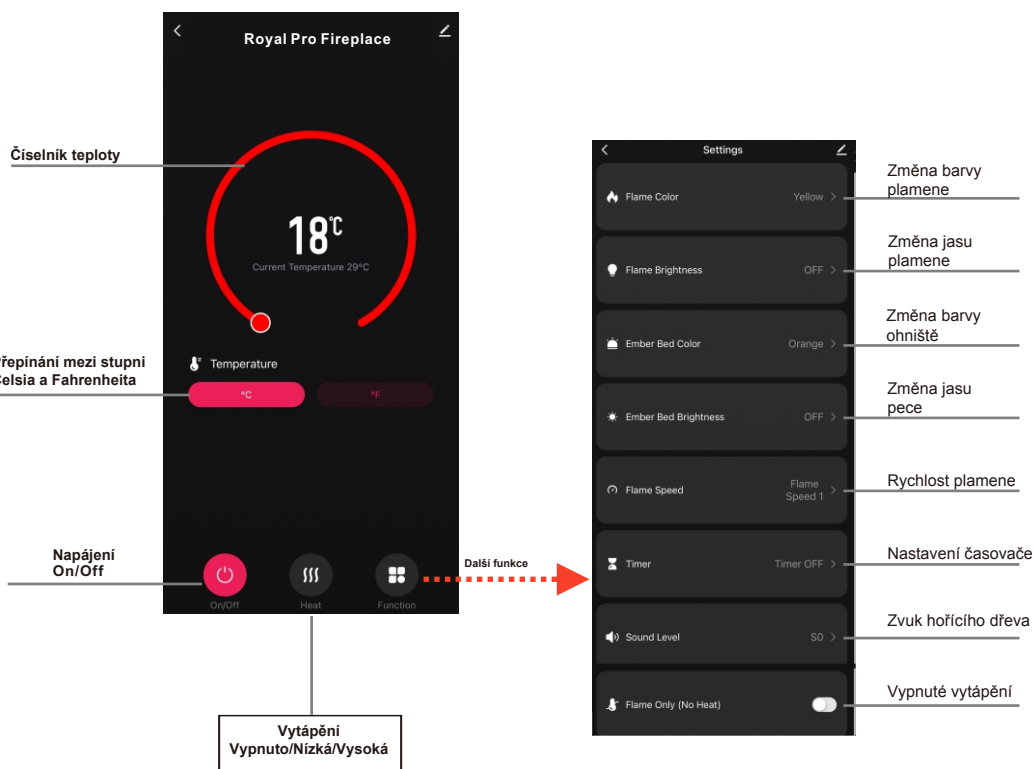 Royal Pro Fireplace
Číselník teploty
18°C
Current Temperature 29°C
Přepínání mezi stupni
Celsia a Fahrenheita
Temperature
°C
°F
Napájení
On/Off
On/Off
Heat
Function
Další funkce
Vytápění
Vypnuto/Nízká/Vysoká
Settings
Flame Color
Yellow
Změna barvy
plamene
Flame Brightness
OFF
Změna jasu
plamene
Ember Bed Color
Orange
Změna barvy
ohniště
Ember Bed Brightness
OFF
Změna jasu
pece
Flame Speed
Flame
Speed 1
Rychlost plamene
Timer
Timer OFF
Nastavení časovače
Sound Level
S0
Zvuk hořícího dřeva
Flame Only (No Heat)
Vypnuté vytápění